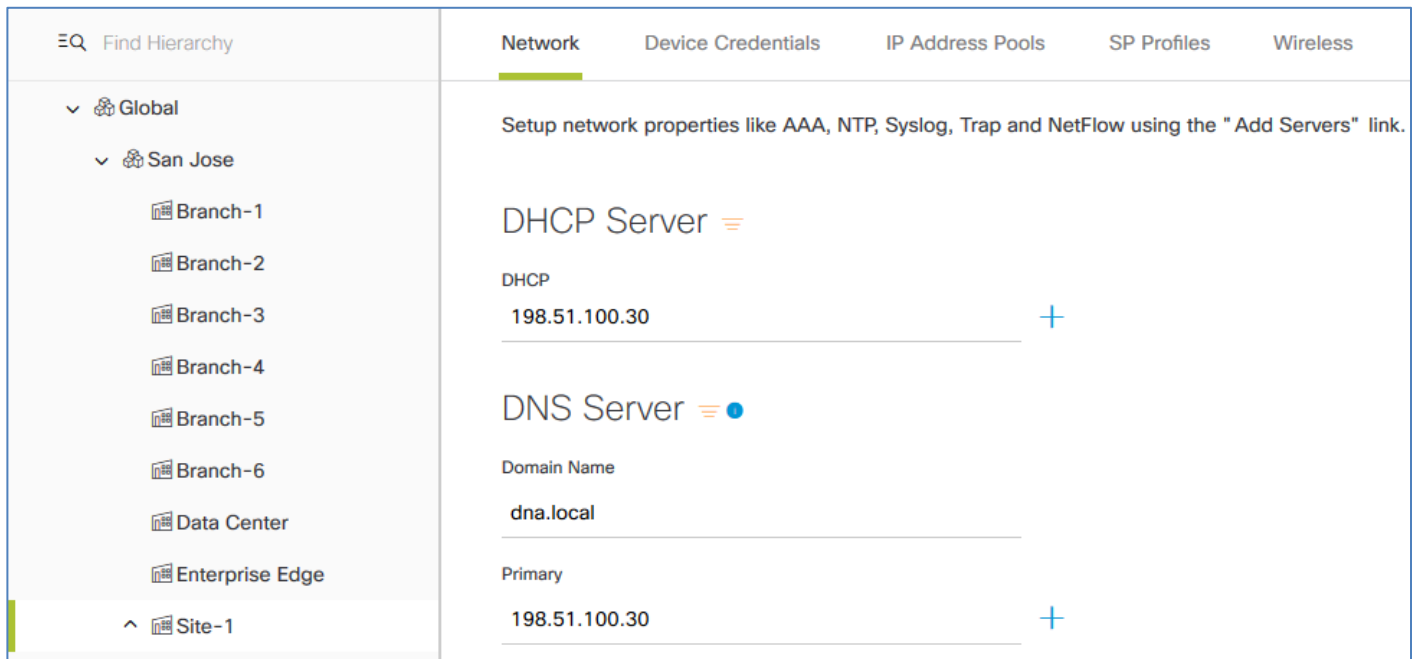 Find Hierarchy
Global
San Jose
Branch-1
Branch-2
Branch-3
Branch-4
Branch-5
Branch-6
Data Center
Enterprise Edge
Site-1
Network Device Credentials IP Address Pools SP Profiles Wireless
Setup network properties like AAA, NTP, Syslog, Trap and NetFlow using the "Add Servers" link.
DHCP Server
DHCP
198.51.100.30
DNS Server
Domain Name
dna.local
Primary
198.51.100.30